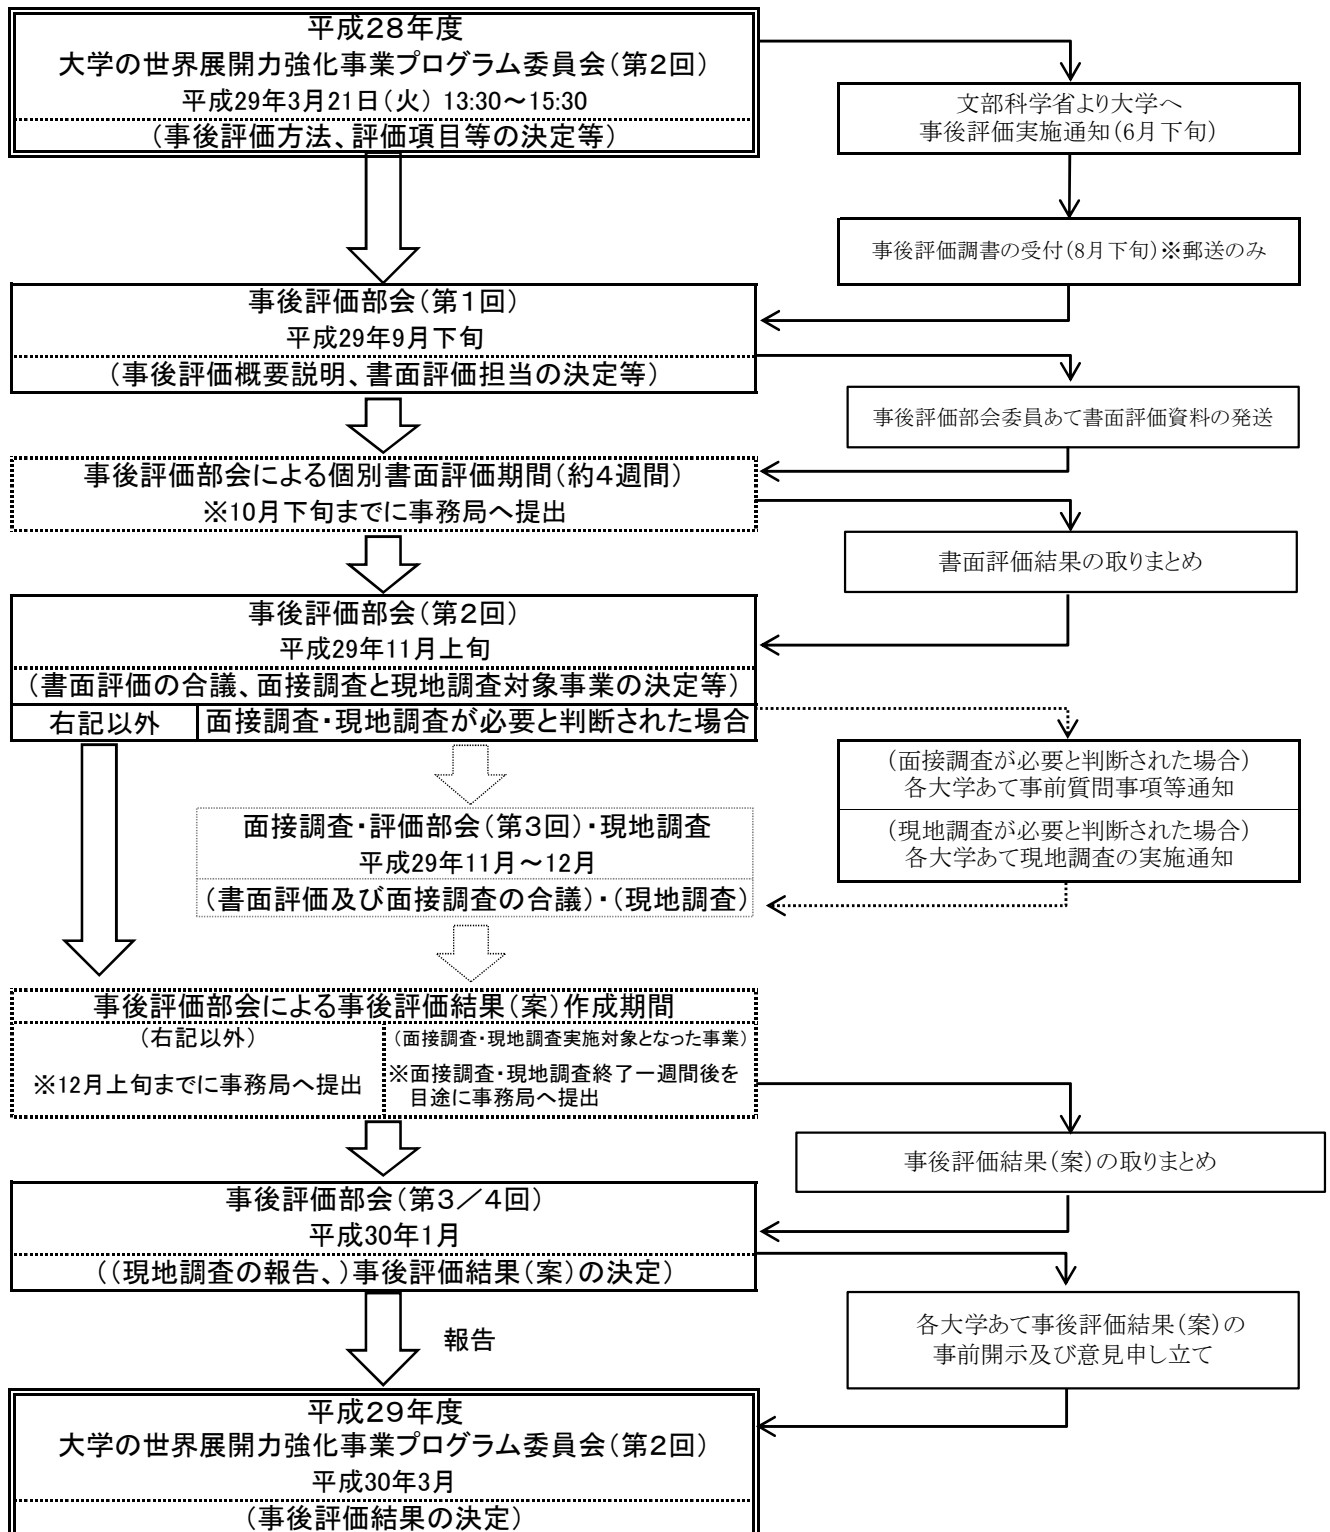 平成28年度
大学の世界展開力強化事業プログラム委員会(第2回)
平成29年3月21日(火) 13:30～15:30
(事後評価方法、評価項目等の決定等)
文部科学省より大学へ
事後評価実施通知(6月下旬)
事後評価調書の受付(8月下旬)※郵送のみ
事後評価部会(第1回)
平成29年9月下旬
(事後評価概要説明、書面評価担当の決定等)
事後評価部会委員あて書面評価資料の発送
事後評価部会による個別書面評価期間(約4週間)
※10月下旬までに事務局へ提出
書面評価結果の取りまとめ
事後評価部会(第2回)
平成29年11月上旬
(書面評価の合議、面接調査と現地調査対象事業の決定等)
右記以外 面接調査・現地調査が必要と判断された場合
(面接調査が必要と判断された場合)
各大学あて事前質問事項等通知
(現地調査が必要と判断された場合)
各大学あて現地調査の実施通知
面接調査・評価部会(第3回)・現地調査
平成29年11月～12月
(書面評価及び面接調査の合議)・(現地調査)
事後評価部会による事後評価結果(案)作成期間
(右記以外)
※12月上旬までに事務局へ提出
(面接調査・現地調査実施対象となった事業)
※面接調査・現地調査終了一週間後を
目途に事務局へ提出
事後評価結果(案)の取りまとめ
事後評価部会(第3／4回)
平成30年1月
((現地調査の報告、)事後評価結果(案)の決定)
各大学あて事後評価結果(案)の
事前開示及び意見申し立て
報告
平成29年度
大学の世界展開力強化事業プログラム委員会(第2回)
平成30年3月
(事後評価結果の決定)